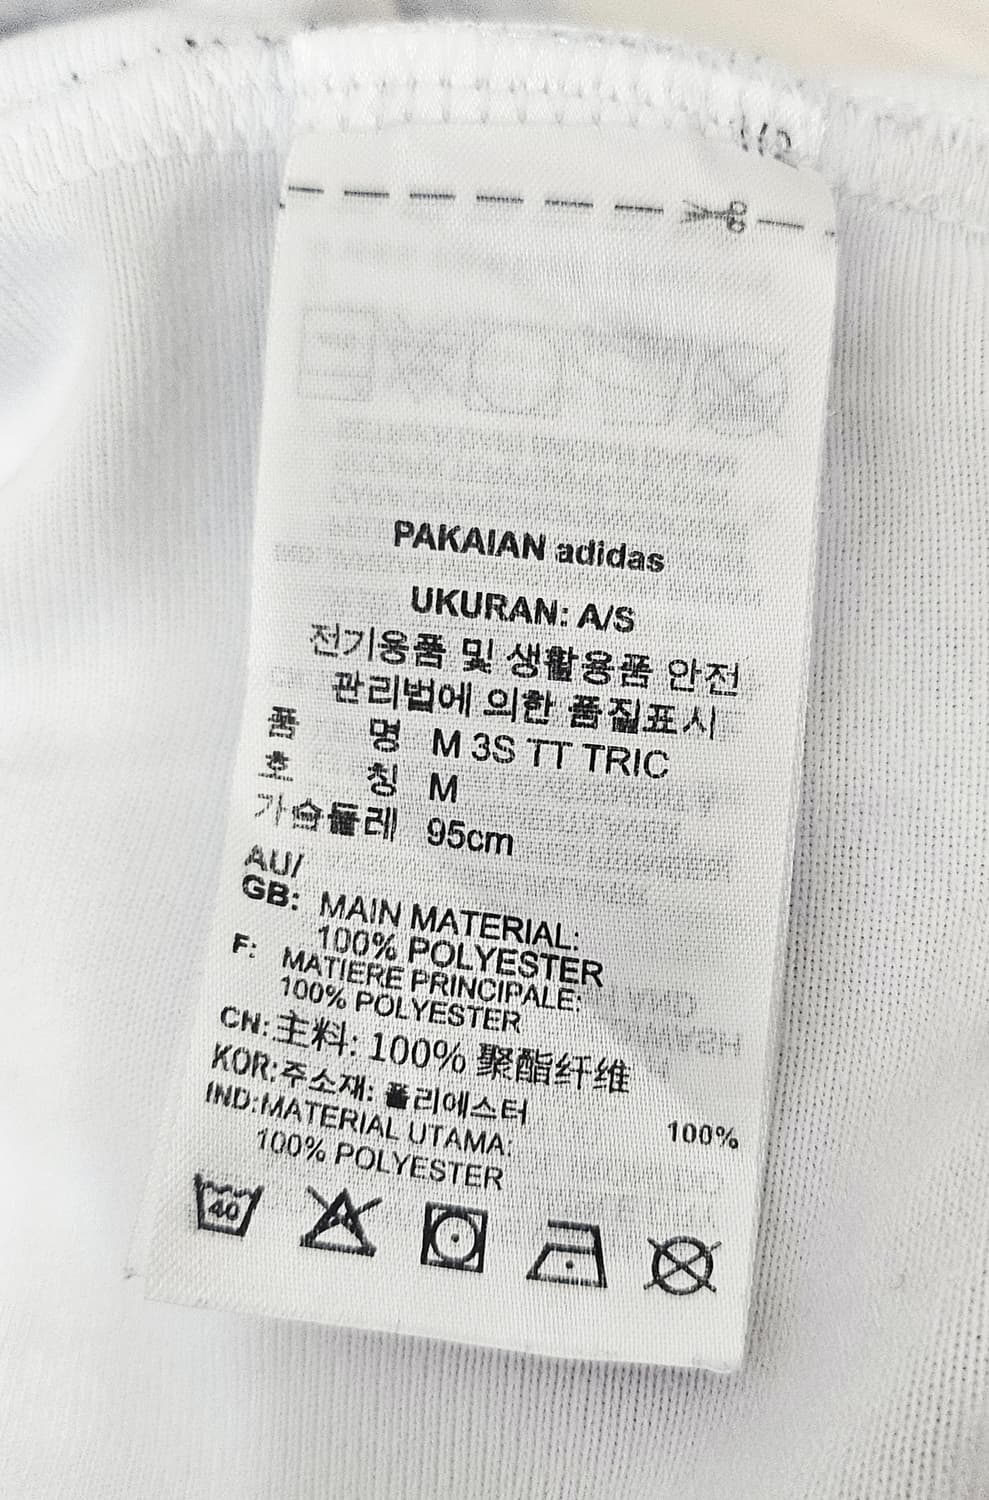 PAKAIAN adidas
UKURAN: A/S
전기용품 및 생활용품 안전
관리법에 의한 품질표시
품 명 M 3S TT TRIC
호 칭 M
가슴둘레 95cm
AU/
GB: MAIN MATERIAL:
100% POLYESTER
F: MATIERE PRINCIPALE:
100% POLYESTER
CN: 主料: 100% 聚酯纤维
KOR: 주소재: 폴리에스터 100%
IND: MATERIAL UTAMA:
100% POLYESTER
40